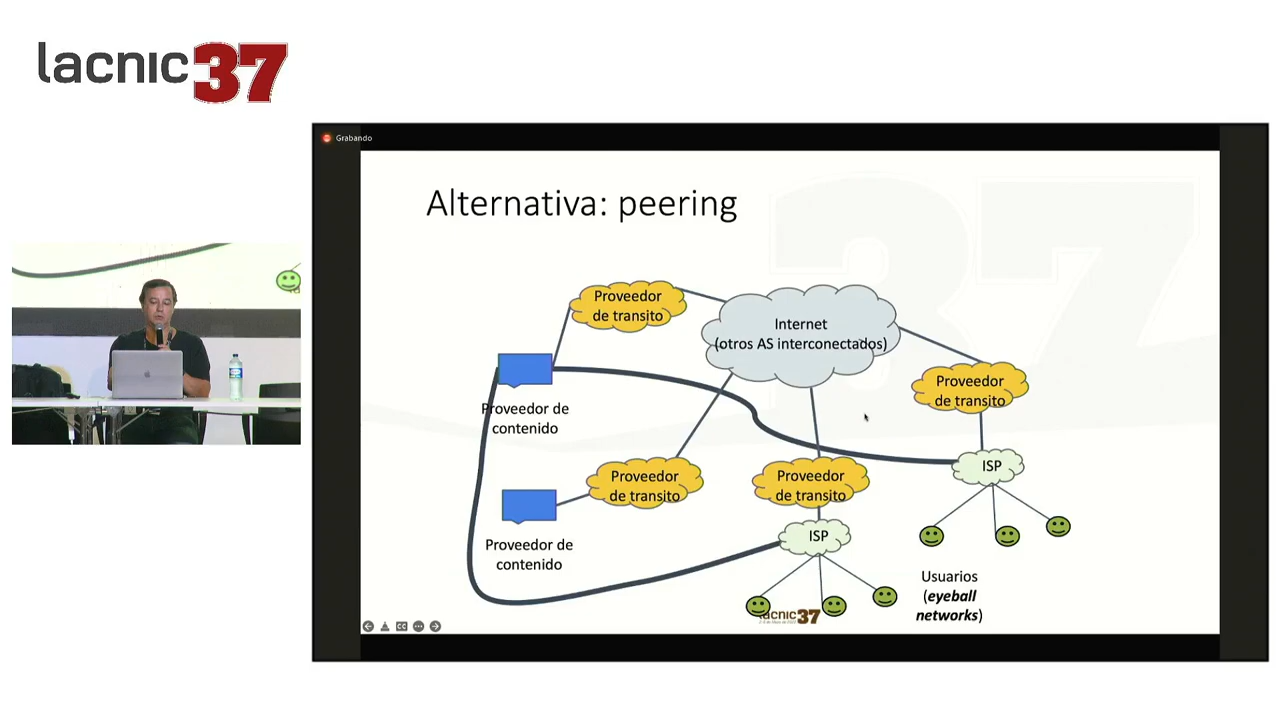 lacnic37
Grabando
Alternativa: peering
Proveedor
de transito
Internet
(otros AS interconectados)
Proveedor
de transito
Proveedor de
contenido
Proveedor
de transito
Proveedor
de transito
ISP
Proveedor de
contenido
ISP
Usuarios
(eyeball
networks)
lacnic37